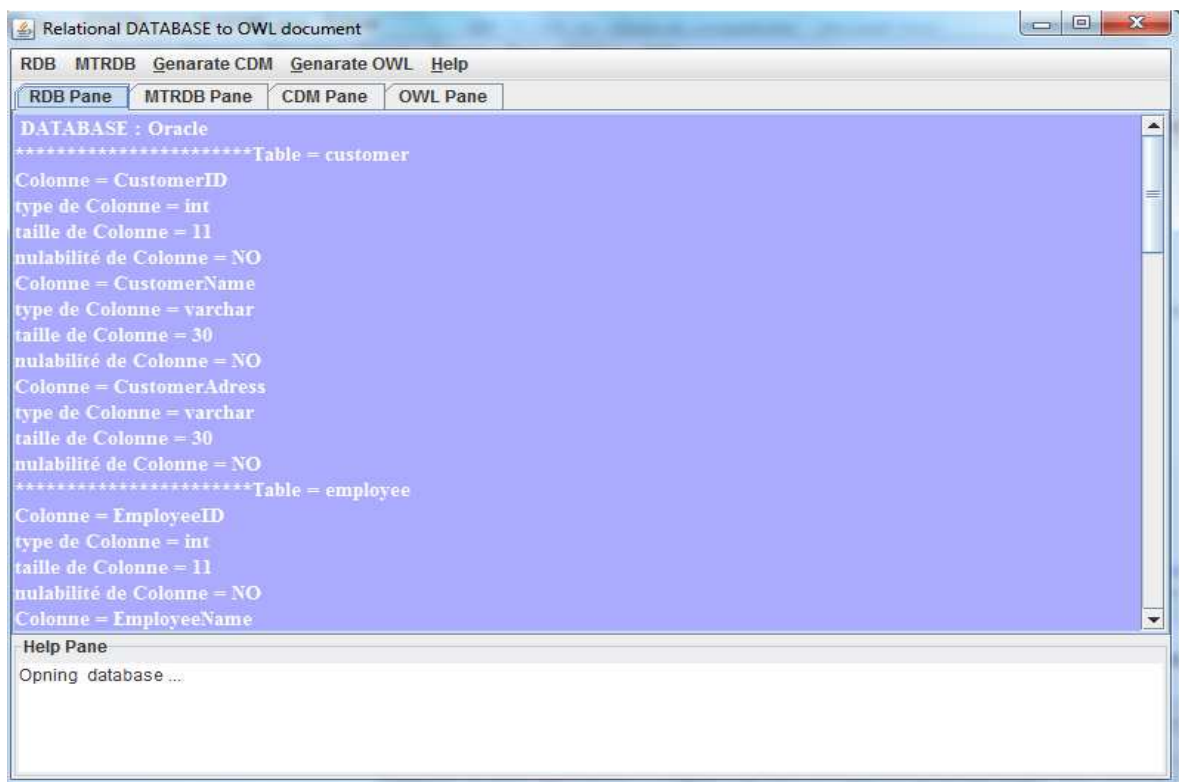 Relational DATABASE to OWL document
RDB MTRDB Genarate CDM Genarate OWL Help
RDB Pane MTRDB Pane CDM Pane OWL Pane
DATABASE : Oracle
***********************Table = customer
Colonne = CustomerID
type de Colonne = int
taille de Colonne = 11
nulabilité de Colonne = NO
Colonne = CustomerName
type de Colonne = varchar
taille de Colonne = 30
nulabilité de Colonne = NO
Colonne = CustomerAdress
type de Colonne = varchar
taille de Colonne = 30
nulabilité de Colonne = NO
***********************Table = employee
Colonne = EmployeeID
type de Colonne = int
taille de Colonne = 11
nulabilité de Colonne = NO
Colonne = EmployeeName
Help Pane
Opning database ...